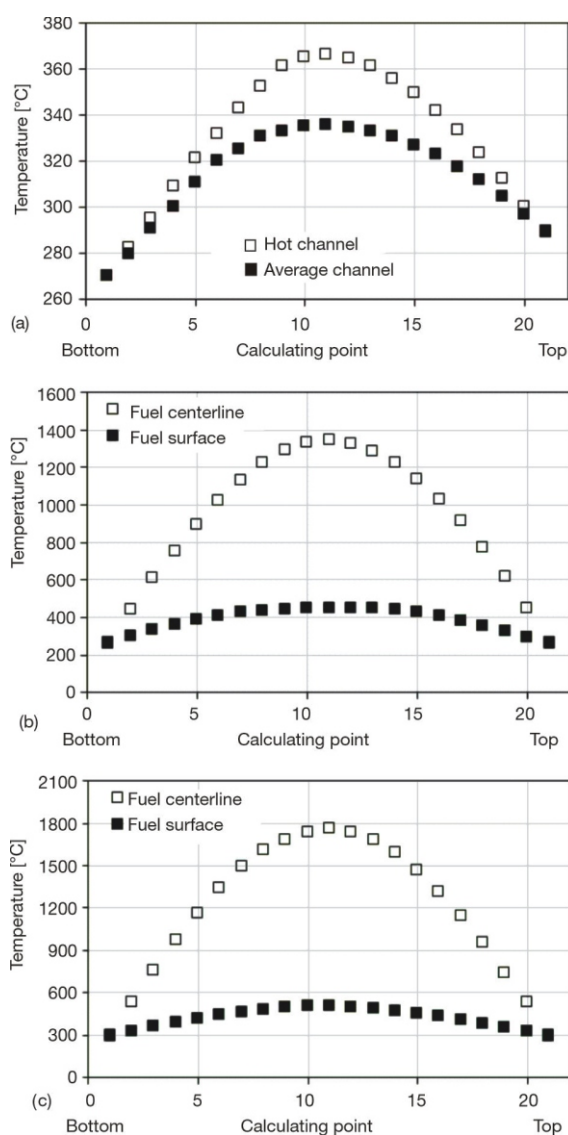 380
360
340
320
300
280
260
Temperature [°C]
Hot channel
Average channel
(a)
0 5 10 15 20
Bottom Calculating point Top
1600
1400
1200
1000
800
600
400
200
0
Temperature [°C]
Fuel centerline
Fuel surface
(b)
0 5 10 15 20
Bottom Calculating point Top
2100
1800
1500
1200
900
600
300
0
Temperature [°C]
Fuel centerline
Fuel surface
(c)
0 5 10 15 20
Bottom Calculating point Top